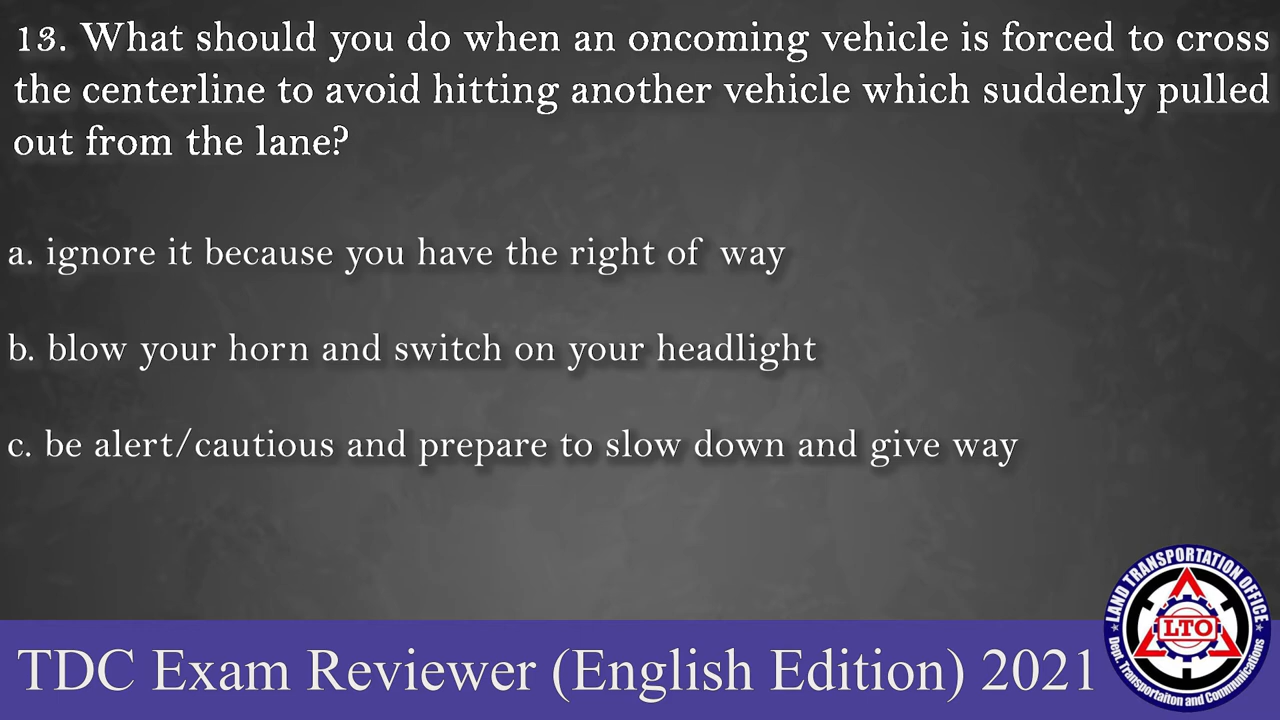 13. What should you do when an oncoming vehicle is forced to cross
the centerline to avoid hitting another vehicle which suddenly pulled
out from the lane?
a. ignore it because you have the right of way
b. blow your horn and switch on your headlight
c. be alert/cautious and prepare to slow down and give way
TDC Exam Reviewer (English Edition) 2021
LAND TRANSPORTATION OFFICE
LTO
Dept. Transportaiton and Communications